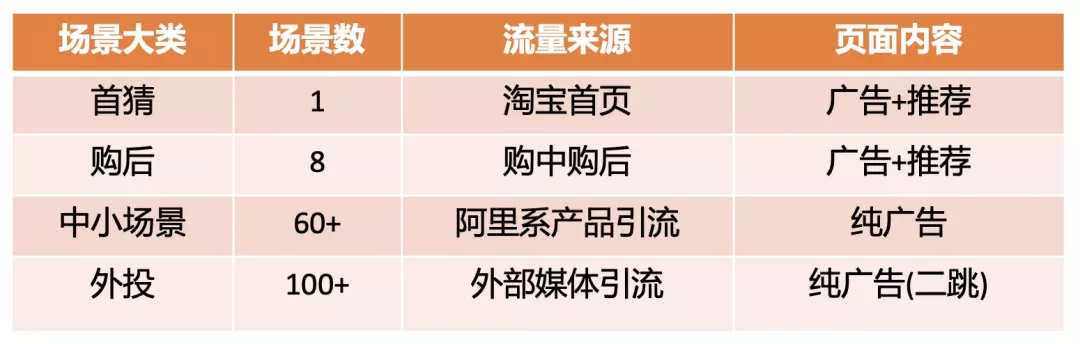 场景大类 场景数 流量来源 页面内容
首猜 1 淘宝首页 广告+推荐
购后 8 购中购后 广告+推荐
中小场景 60+ 阿里系产品引流 纯广告
外投 100+ 外部媒体引流 纯广告(二跳)